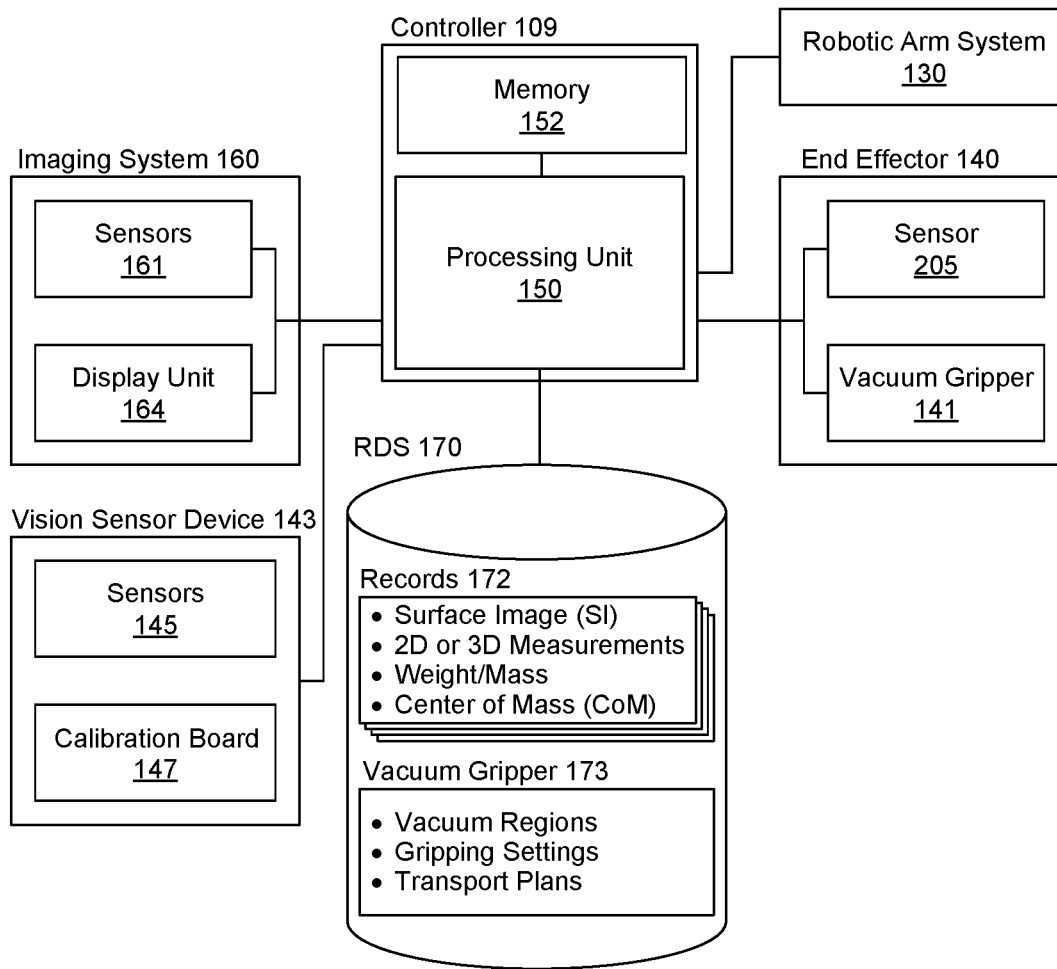 Controller 109
Memory
152
Processing Unit
150
Robotic Arm System
130
Imaging System 160
Sensors
161
Display Unit
164
End Effector 140
Sensor
205
Vacuum Gripper
141
Vision Sensor Device 143
Sensors
145
Calibration Board
147
RDS 170
Records 172
• Surface Image (SI)
• 2D or 3D Measurements
• Weight/Mass
• Center of Mass (CoM)
Vacuum Gripper 173
• Vacuum Regions
• Gripping Settings
• Transport Plans